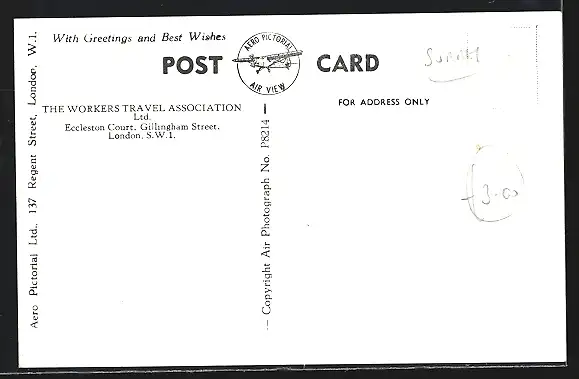 With Greetings and Best Wishes
POST CARD
AERO PICTORIAL
AIR VIEW
FOR ADDRESS ONLY
THE WORKERS TRAVEL ASSOCIATION
Ltd.
Eccleston Court, Gillingham Street,
London, S.W.1.
Aero Pictorial Ltd., 137 Regent Street, London, W.1.
— Copyright Air Photograph No. P8214 —
3.00